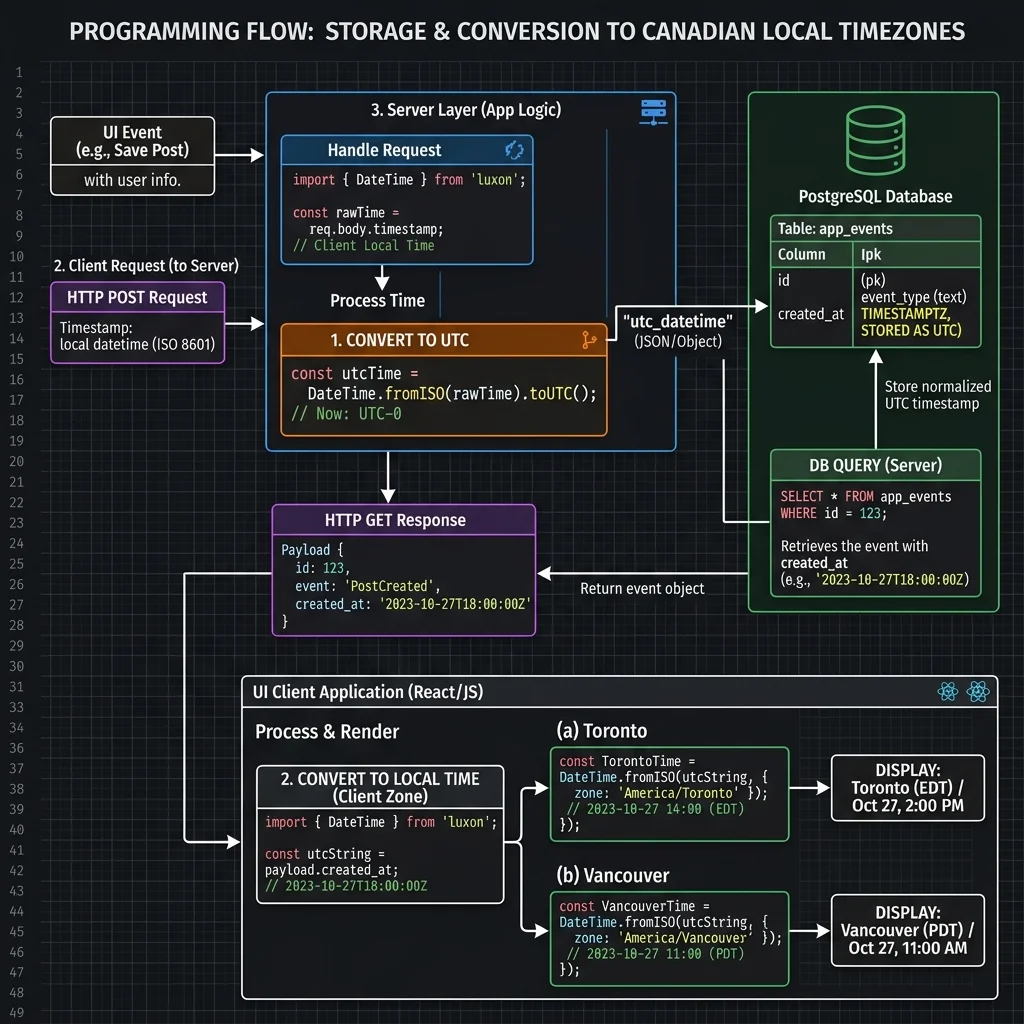 PROGRAMMING FLOW: STORAGE & CONVERSION TO CANADIAN LOCAL TIMEZONES
1
2
3
4
5
6
7
8
9
10
11
12
13
14
15
16
17
18
19
20
21
22
23
24
25
26
27
28
29
30
31
33
34
36
37
38
39
40
41
42
43
44
45
46
47
48
49
UI Event
(e.g., Save Post)
with user info.
2. Client Request (to Server)
HTTP POST Request
Timestamp:
local datetime (ISO 8601)
3. Server Layer (App Logic)
Handle Request
import { DateTime } from 'luxon';
const rawTime =
req.body.timestamp;
// Client Local Time
Process Time
1. CONVERT TO UTC
const utcTime =
DateTime.fromISO(rawTime).toUTC();
// Now: UTC-0
"utc_datetime"
(JSON/Object)
PostgreSQL Database
Table: app_events
Column Ipk
id (pk)
event_type (text)
created_at TIMESTAMPTZ,
STORED AS UTC)
Store normalized
UTC timestamp
DB QUERY (Server)
SELECT * FROM app_events
WHERE id = 123;
Retrieves the event with
created_at
(e.g., '2023-10-27T18:00:00Z)
Return event object
HTTP GET Response
Payload {
id: 123,
event: 'PostCreated',
created_at: '2023-10-27T18:00:00Z'
}
UI Client Application (React/JS)
Process & Render
2. CONVERT TO LOCAL TIME
(Client Zone)
import { DateTime } from 'luxon';
const utcString =
payload.created_at;
// 2023-10-27T18:00:00Z
(a) Toronto
const TorontoTime =
DateTime.fromISO(utcString, {
zone: 'America/Toronto' });
// 2023-10-27 14:00 (EDT)
});
DISPLAY:
Toronto (EDT) /
Oct 27, 2:00 PM
(b) Vancouver
const VancouverTime =
DateTime.fromISO(utcString, {
zone: 'America/Vancouver' });
// 2023-10-27 11:00 (PDT)
});
DISPLAY:
Vancouver (PDT) /
Oct 27, 11:00 AM